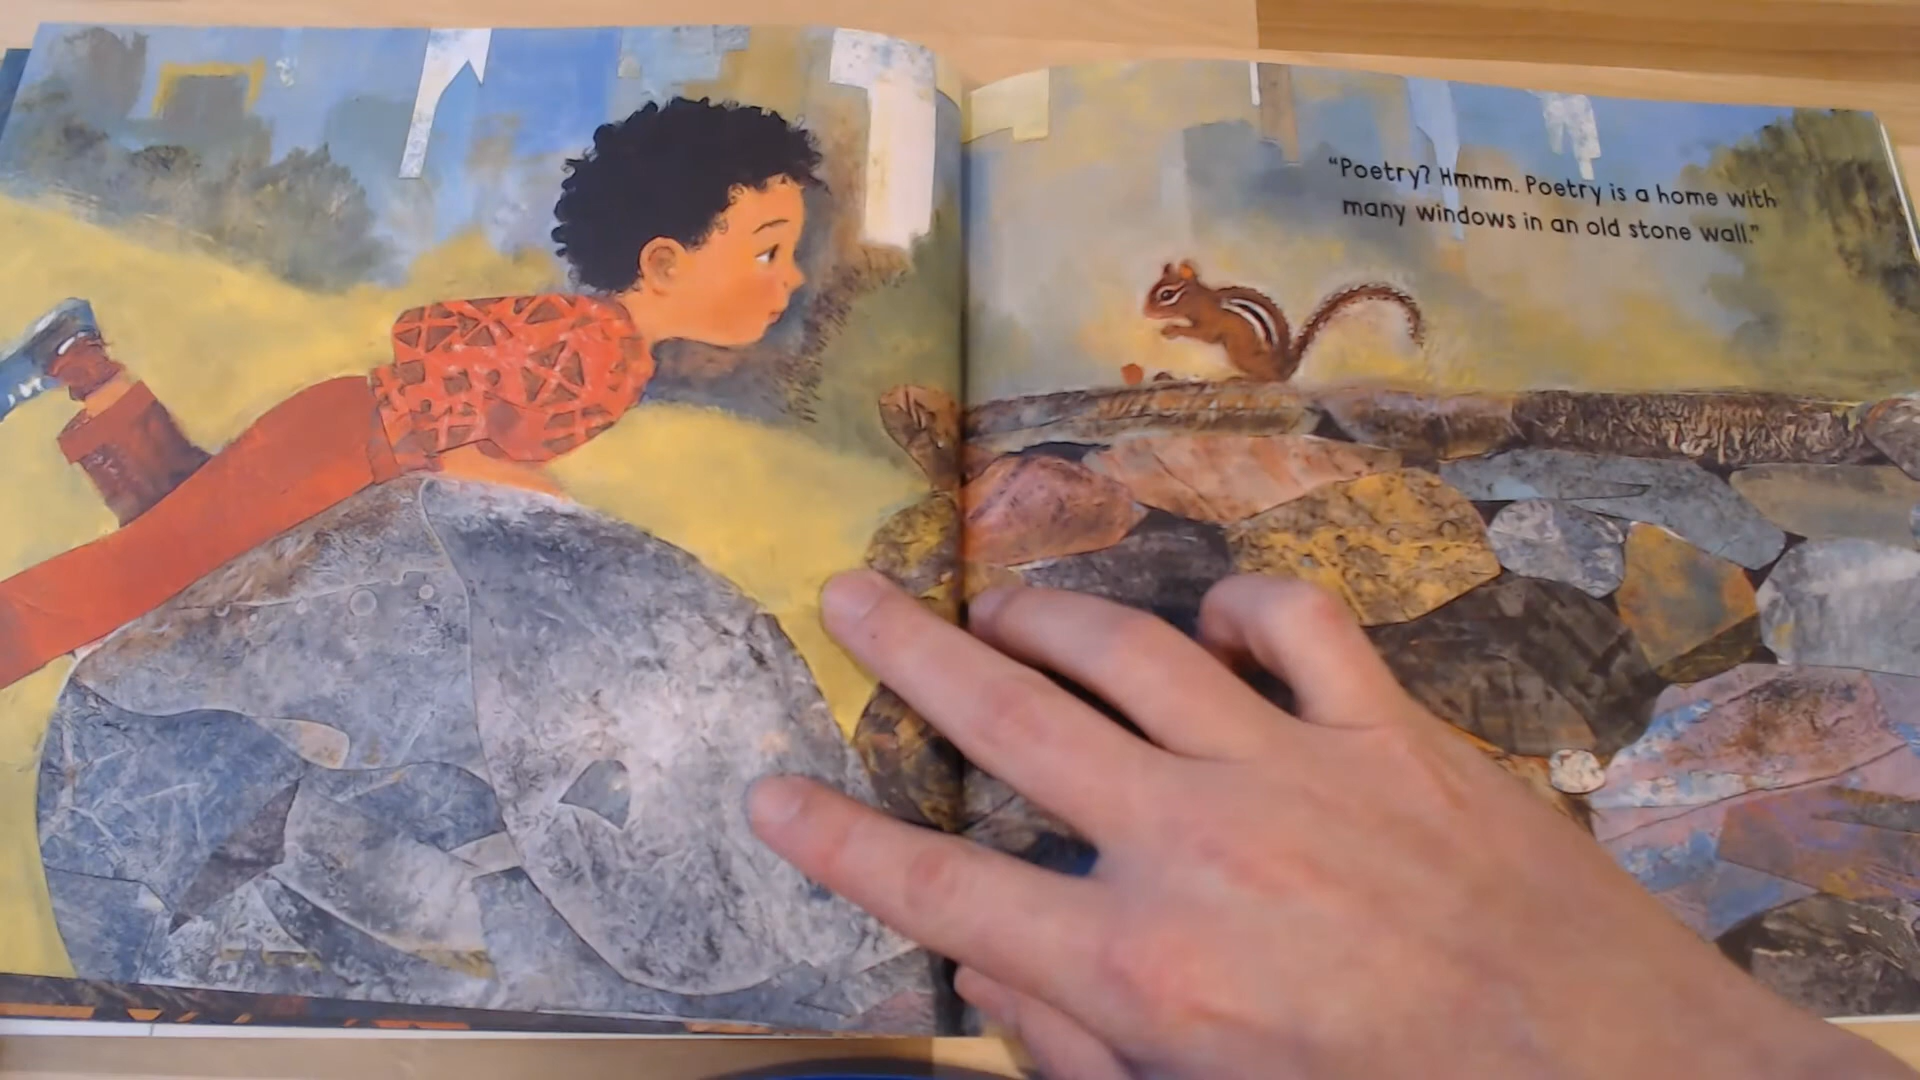 “Poetry? Hmmm. Poetry is a home with
many windows in an old stone wall.”